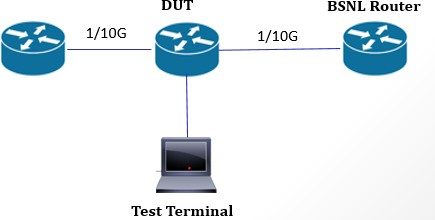 DUT
BSNL Router
1/10G
1/10G
Test Terminal